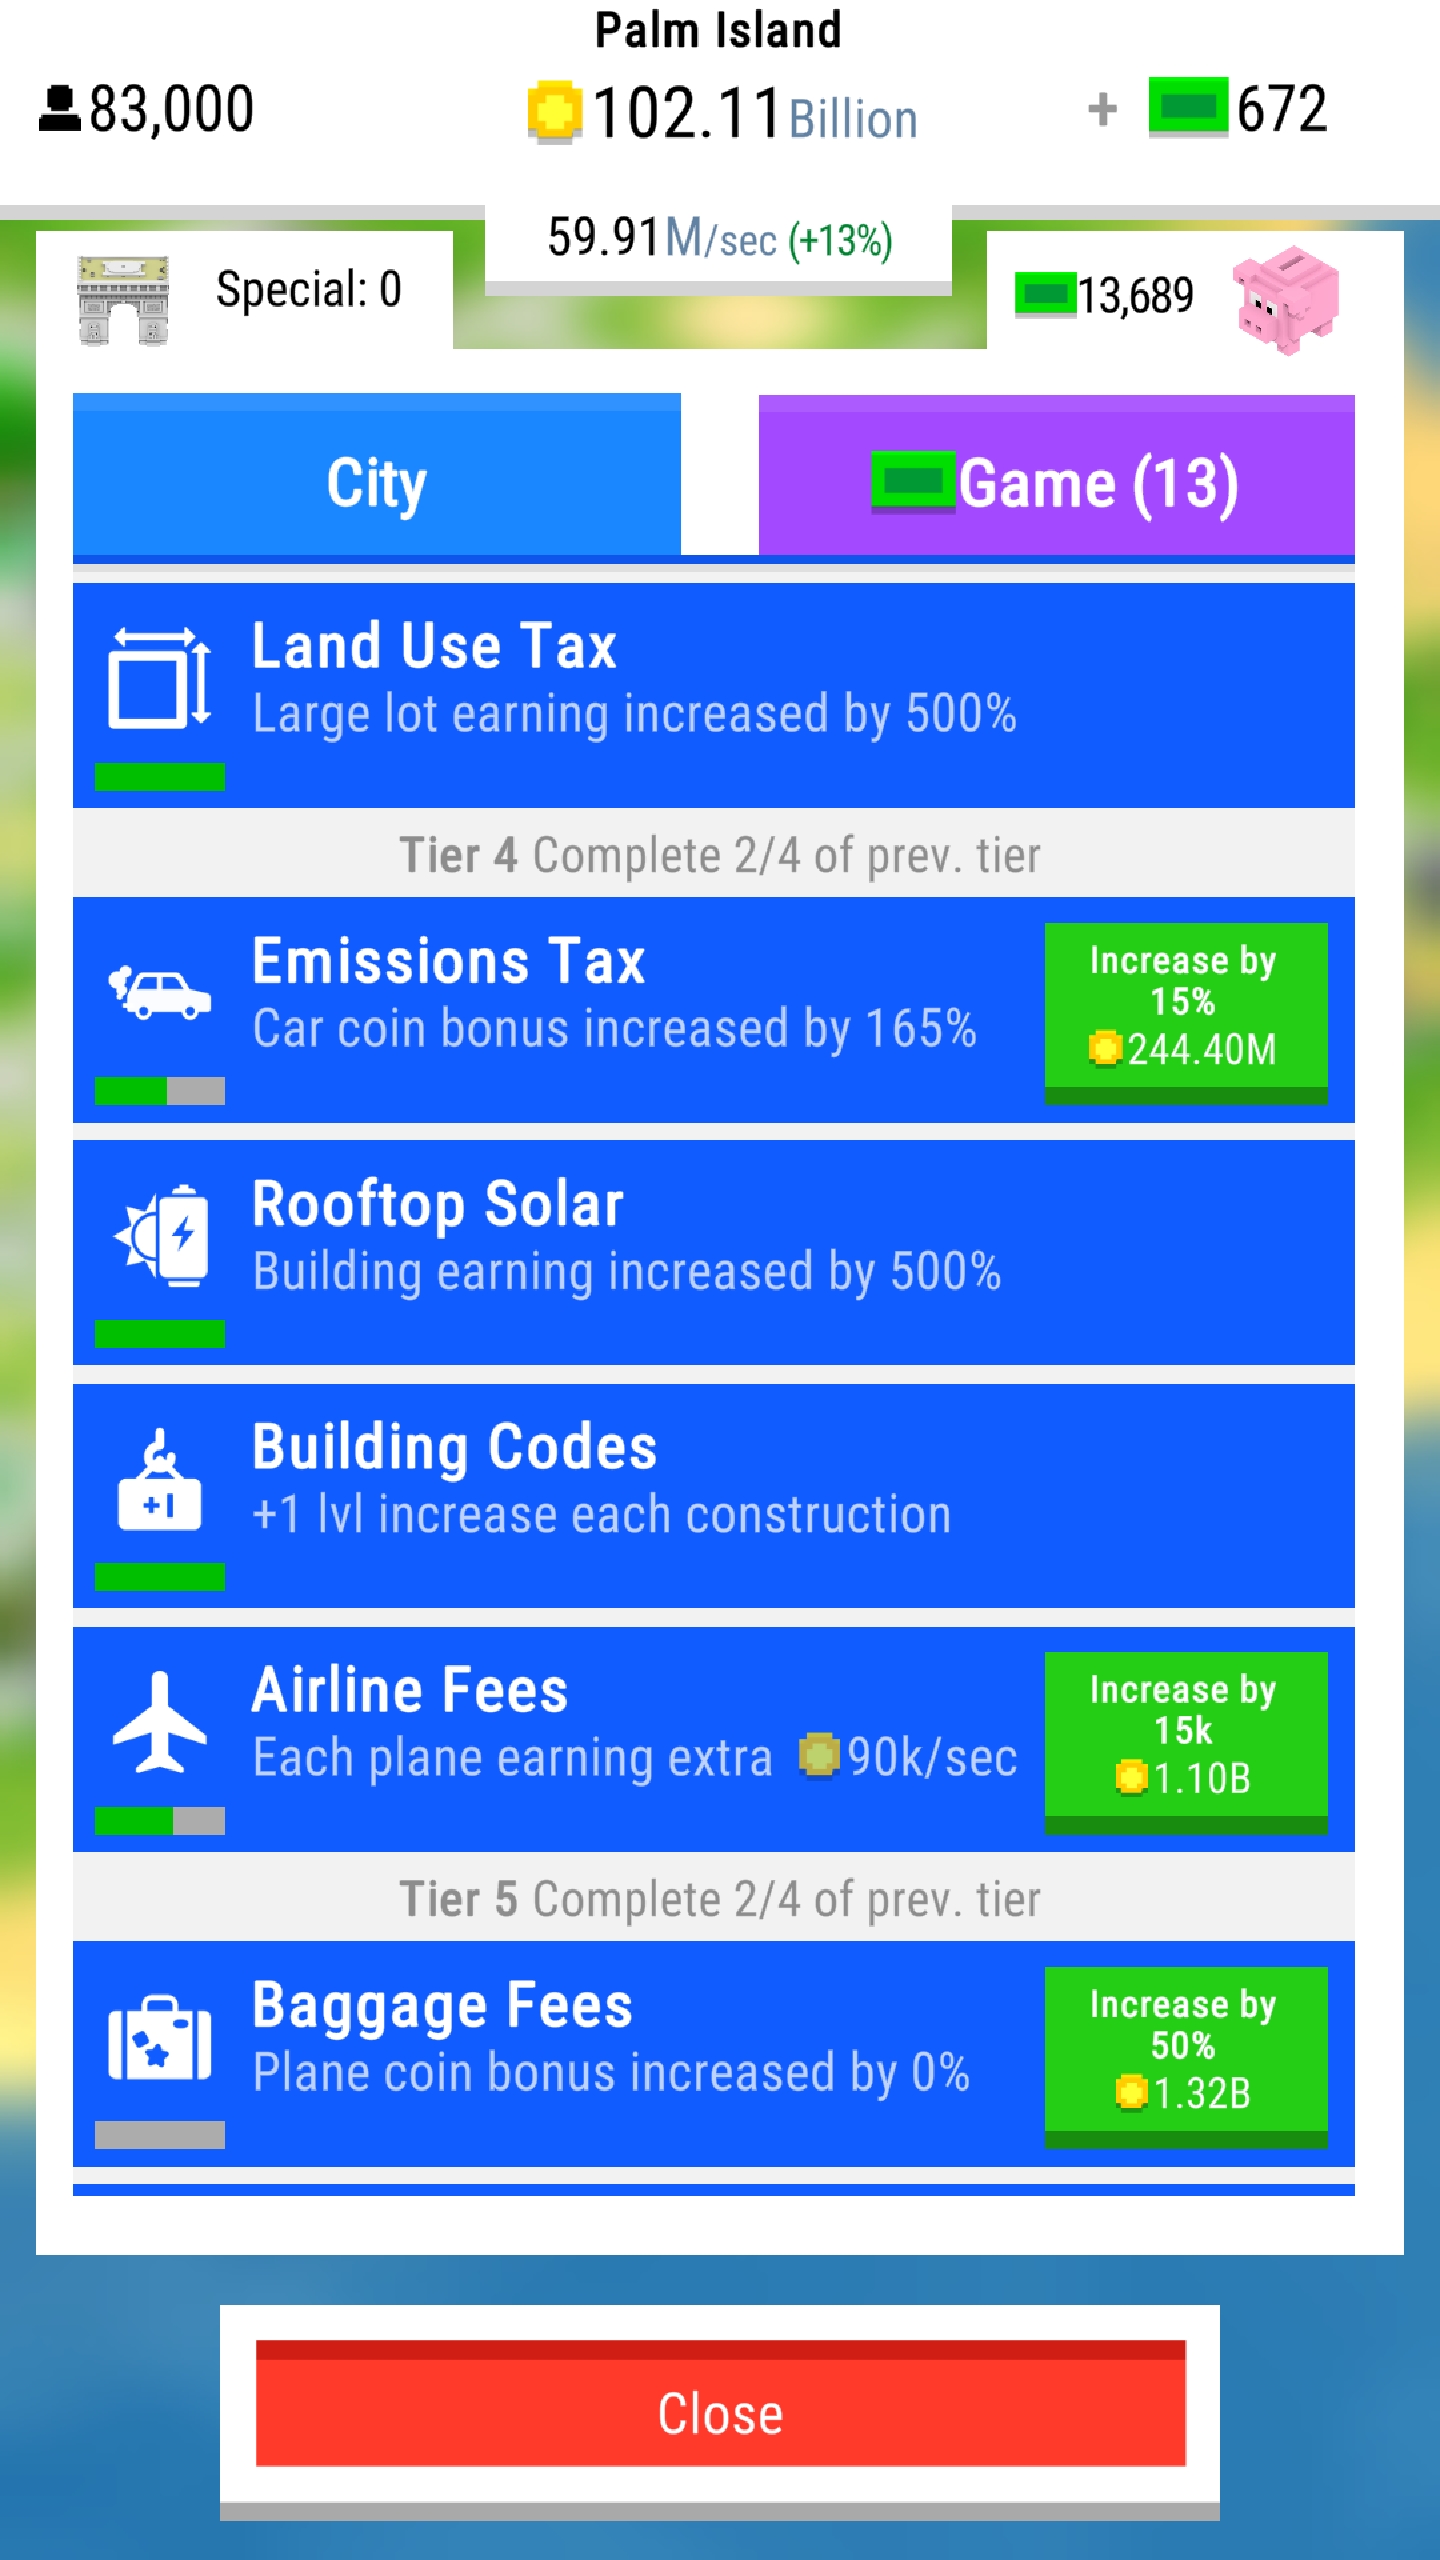 Palm Island
83,000
102.11 Billion
+ 672
59.91M/sec (+13%)
Special: 0
13,689
City
Game (13)
Land Use Tax
Large lot earning increased by 500%
Tier 4 Complete 2/4 of prev. tier
Emissions Tax
Car coin bonus increased by 165%
Increase by
15%
244.40M
Rooftop Solar
Building earning increased by 500%
+1
Building Codes
+1 lvl increase each construction
Airline Fees
Each plane earning extra 90k/sec
Increase by
15k
1.10B
Tier 5 Complete 2/4 of prev. tier
Baggage Fees
Plane coin bonus increased by 0%
Increase by
50%
1.32B
Close